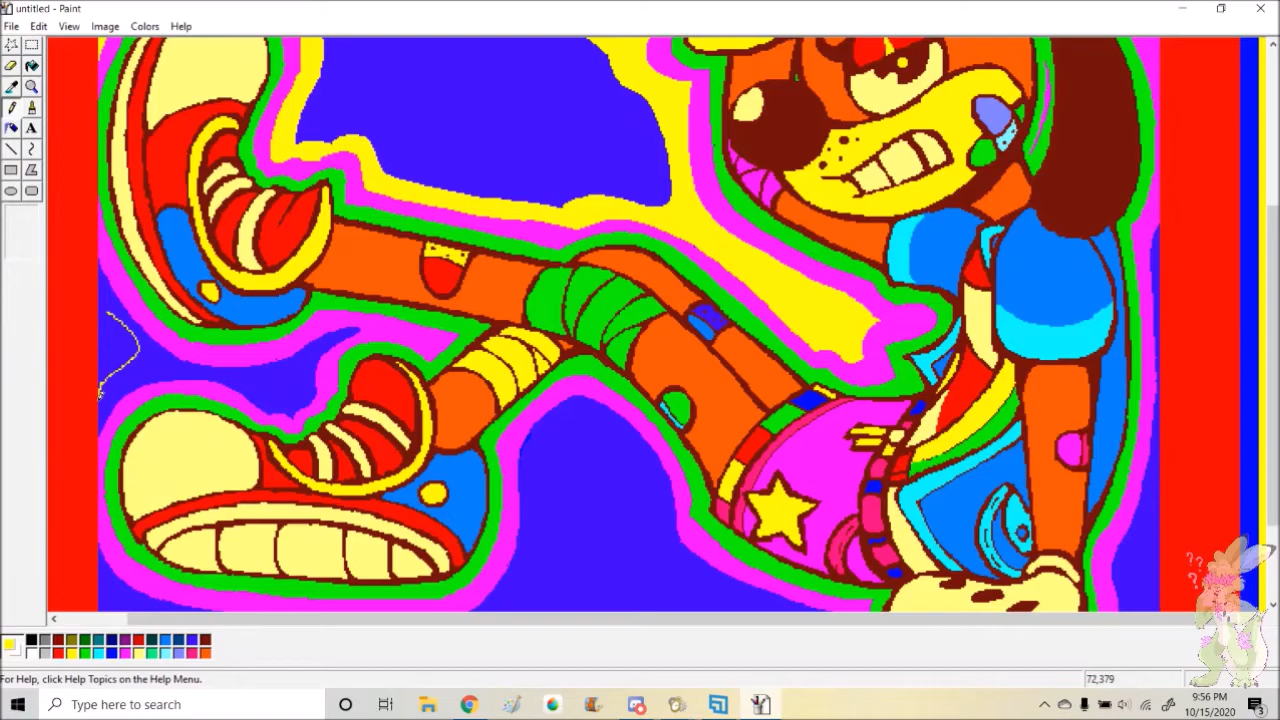 untitled - Paint
File Edit View Image Colors Help
A
For Help, click Help Topics on the Help Menu.
72,379
Type here to search
9:56 PM
10/15/2020
3
??
?